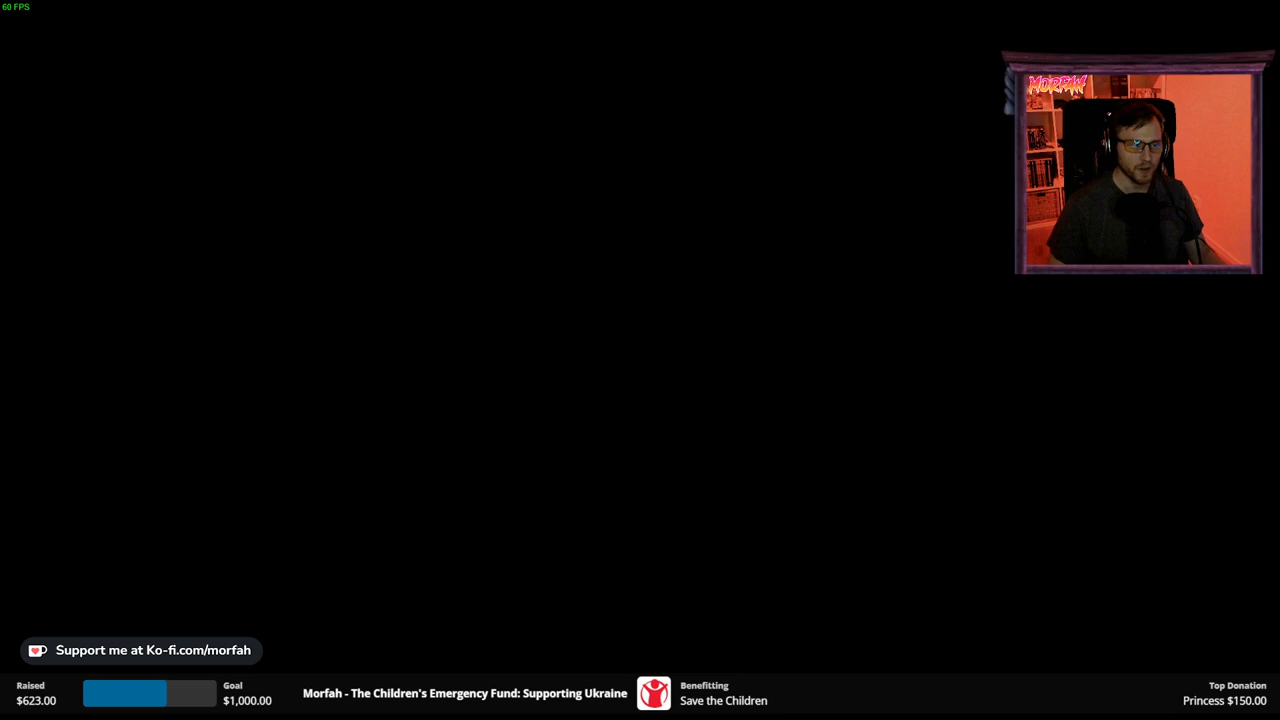 60 FPS
MORFAH
Support me at Ko-fi.com/morfah
Raised
$623.00
Goal
$1,000.00
Morfah - The Children's Emergency Fund: Supporting Ukraine
Benefitting
Save the Children
Top Donation
Princess $150.00